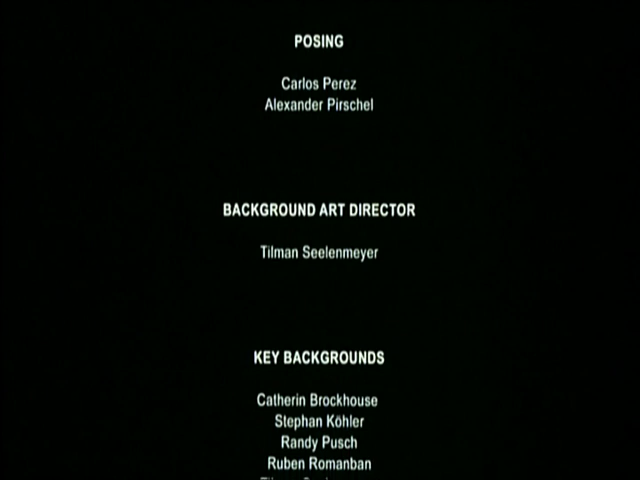 POSING
Carlos Perez
Alexander Pirschel
BACKGROUND ART DIRECTOR
Tilman Seelenmeyer
KEY BACKGROUNDS
Catherin Brockhouse
Stephan Köhler
Randy Pusch
Ruben Romanban